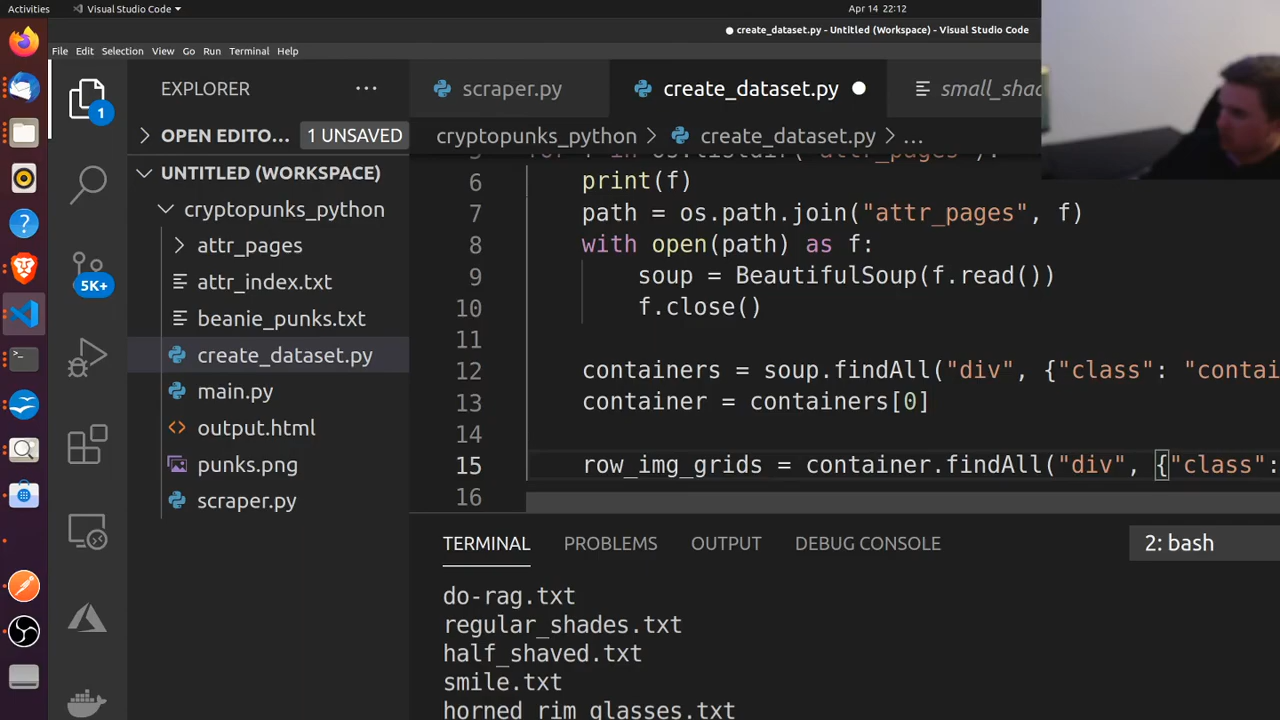 Activities
Visual Studio Code
Apr 14 22:12
create_dataset.py - Untitled (Workspace) - Visual Studio Code
File Edit Selection View Go Run Terminal Help
EXPLORER
scraper.py
create_dataset.py
small_shad
OPEN EDITO... 1 UNSAVED
cryptopunks_python > create_dataset.py > ...
UNTITLED (WORKSPACE)
cryptopunks_python
attr_pages
attr_index.txt
beanie_punks.txt
create_dataset.py
main.py
output.html
punks.png
scraper.py
1
5K+
6 print(f)
7 path = os.path.join("attr_pages", f)
8 with open(path) as f:
9 soup = BeautifulSoup(f.read())
10 f.close()
11
12 containers = soup.findAll("div", {"class": "contai
13 container = containers[0]
14
15 row_img_grids = container.findAll("div", {"class":
16
TERMINAL PROBLEMS OUTPUT DEBUG CONSOLE
2: bash
do-rag.txt
regular_shades.txt
half_shaved.txt
smile.txt
horned_rim_glasses.txt